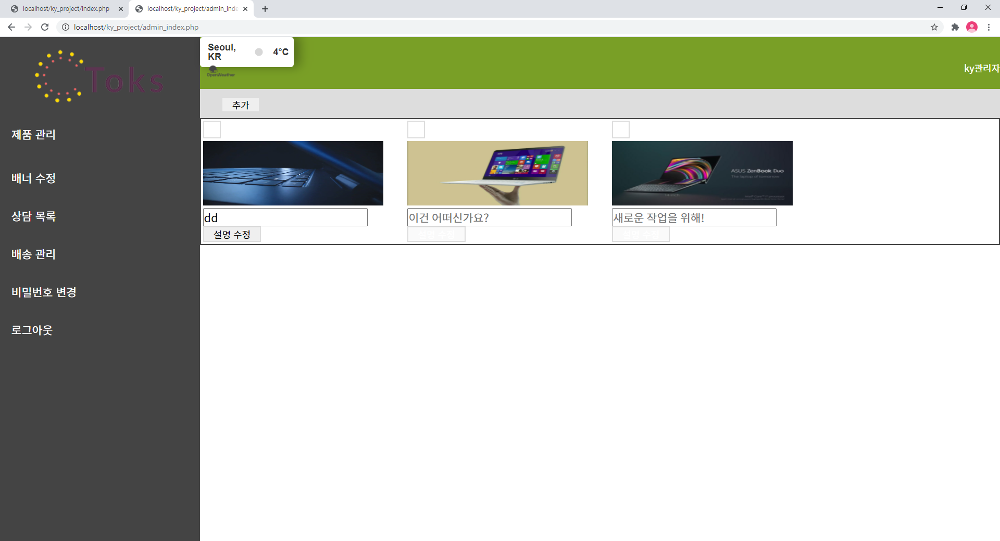 localhost/ky_project/index.php
localhost/ky_project/admin_inde
localhost/ky_project/admin_index.php
Toks
Seoul,
KR
4°C
OpenWeather
ky관리자
추가
제품 관리
배너 수정
상담 목록
배송 관리
비밀번호 변경
로그아웃
ASUS ZenBook Duo
The laptop of tomorrow
dd
이건 어떠신가요?
새로운 작업을 위해!
설명 수정
설명 수정
설명 수정